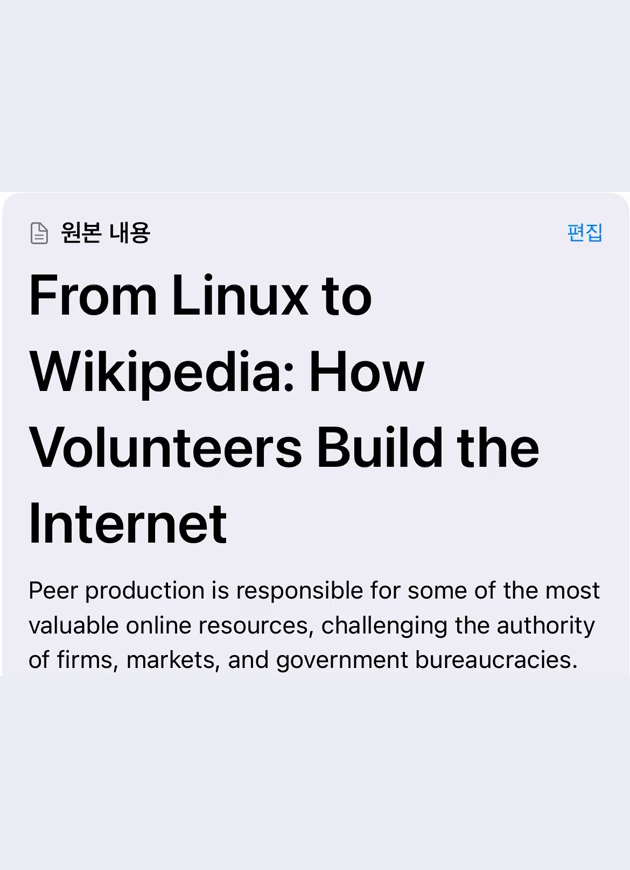 원본 내용
편집
From Linux to
Wikipedia: How
Volunteers Build the
Internet
Peer production is responsible for some of the most
valuable online resources, challenging the authority
of firms, markets, and government bureaucracies.